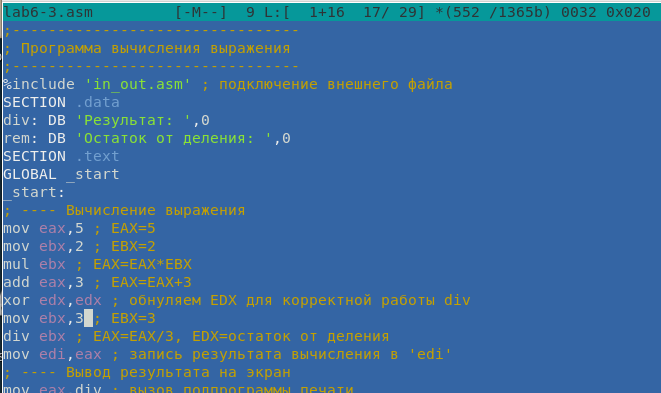 lab6-3.asm [-M--] 9 L:[ 1+16 17/ 29] *(552 /1365b) 0032 0x020
;--------------------------------
; Программа вычисления выражения
;--------------------------------
%include 'in_out.asm' ; подключение внешнего файла
SECTION .data
div: DB 'Результат: ',0
rem: DB 'Остаток от деления: ',0
SECTION .text
GLOBAL _start
_start:
; ---- Вычисление выражения
mov eax,5 ; EAX=5
mov ebx,2 ; EBX=2
mul ebx ; EAX=EAX*EBX
add eax,3 ; EAX=EAX+3
xor edx,edx ; обнуляем EDX для корректной работы div
mov ebx,3 ; EBX=3
div ebx ; EAX=EAX/3, EDX=остаток от деления
mov edi,eax ; запись результата вычисления в 'edi'
; ---- Вывод результата на экран
mov eax,div ; вызов подпрограммы печати